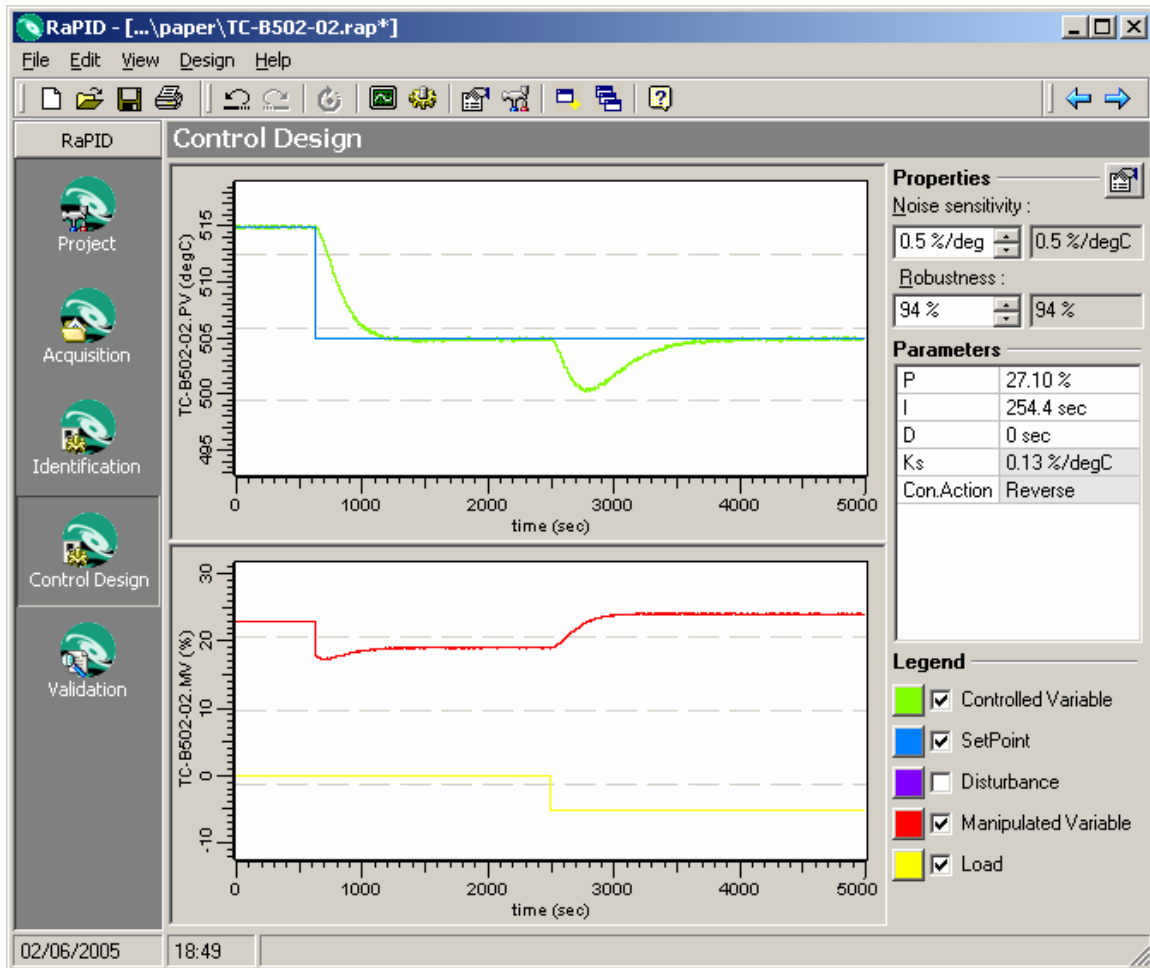 RaPID - [...\paper\TC-B502-02.rap*]
File Edit View Design Help
RaPID
Control Design
Project
Acquisition
Identification
Control Design
Validation
TC-B502-02.PV (degC)
515
510
505
500
495
0 1000 2000 3000 4000 5000
time (sec)
TC-B502-02.MV (%)
30
20
10
0
-10
0 1000 2000 3000 4000 5000
time (sec)
Properties
Noise sensitivity :
0.5 %/deg 0.5 %/degC
Robustness :
94 % 94 %
Parameters
P 27.10 %
I 254.4 sec
D 0 sec
Ks 0.13 %/degC
Con.Action Reverse
Legend
Controlled Variable
SetPoint
Disturbance
Manipulated Variable
Load
02/06/2005 18:49